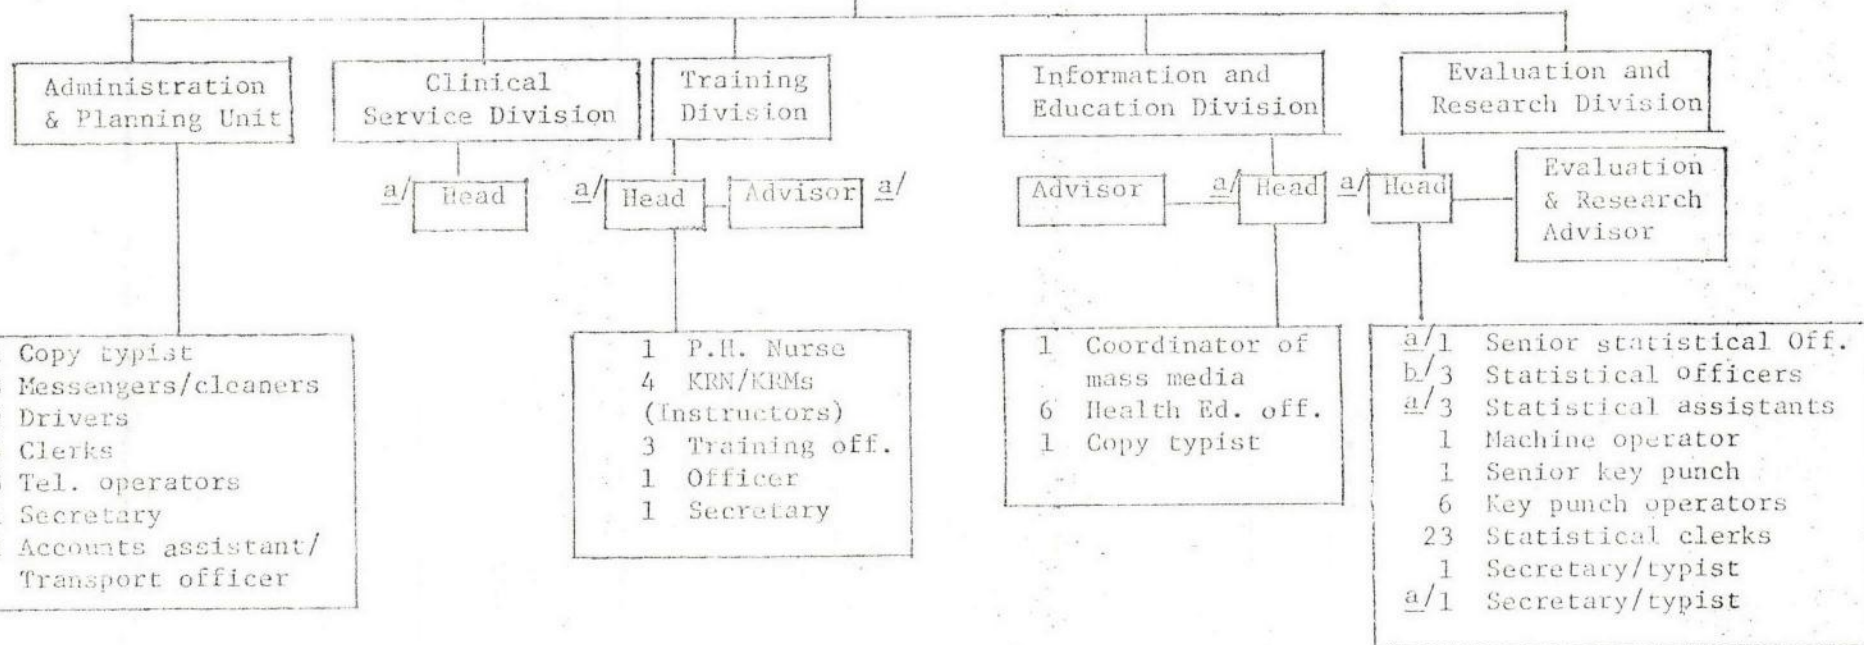 Administration
& Planning Unit
Clinical
Service Division
Training
Division
Information and
Education Division
Evaluation and
Research Division
a/ Head
a/ Head
Advisor a/
Advisor
a/ Head
a/ Head
Evaluation
& Research
Advisor
Copy typist
Messengers/cleaners
Drivers
Clerks
Tel. operators
Secretary
Accounts assistant/
Transport officer
1 P.H. Nurse
4 KRN/KRMs
(Instructors)
3 Training off.
1 Officer
1 Secretary
1 Coordinator of
mass media
6 Health Ed. off.
1 Copy typist
a/1 Senior statistical Off.
b/3 Statistical officers
a/3 Statistical assistants
1 Machine operator
1 Senior key punch
6 Key punch operators
23 Statistical clerks
1 Secretary/typist
a/1 Secretary/typist